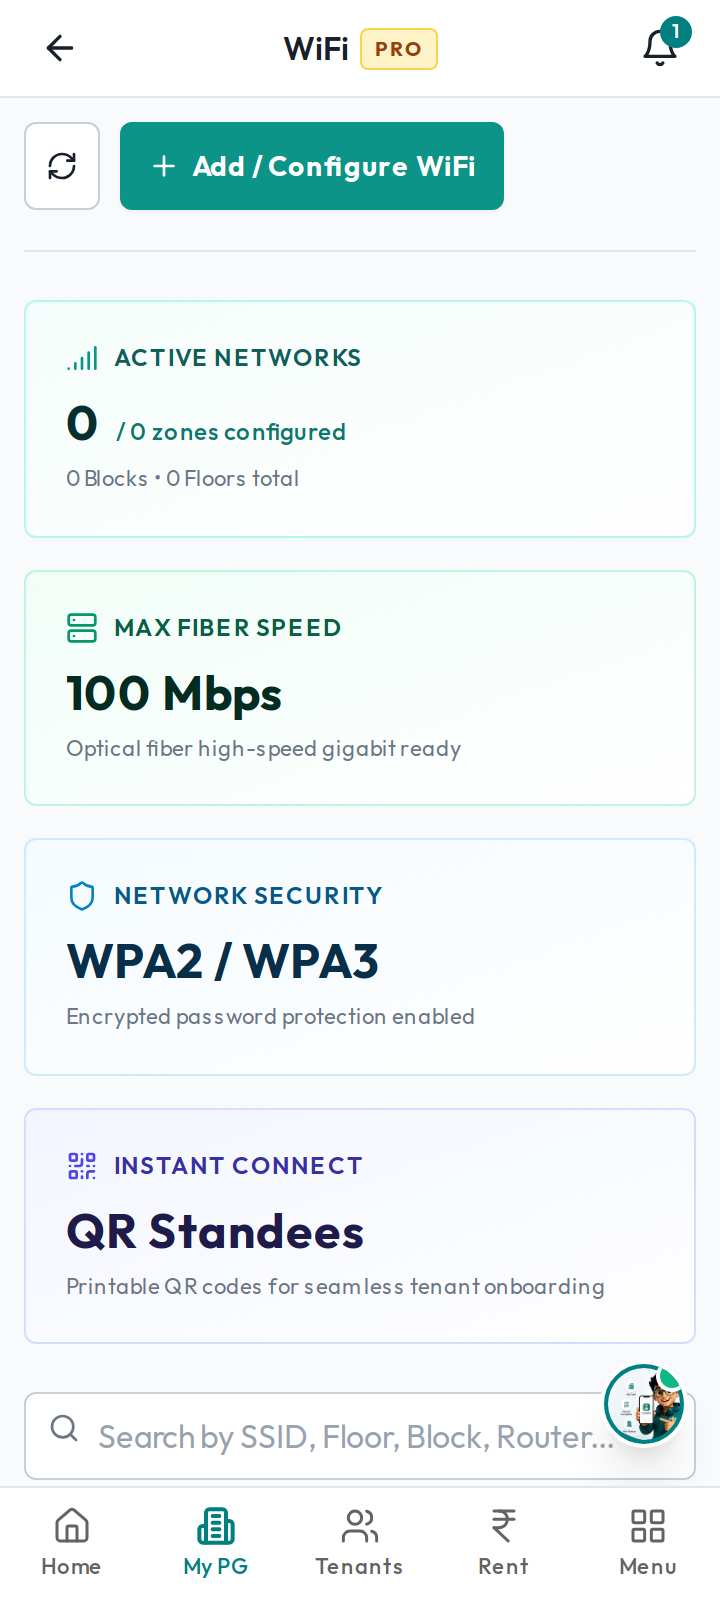 WiFi PRO
1
Add / Configure WiFi
ACTIVE NETWORKS
0 / 0 zones configured
0 Blocks • 0 Floors total
MAX FIBER SPEED
100 Mbps
Optical fiber high-speed gigabit ready
NETWORK SECURITY
WPA2 / WPA3
Encrypted password protection enabled
INSTANT CONNECT
QR Standees
Printable QR codes for seamless tenant onboarding
Search by SSID, Floor, Block, Router...
Home
My PG
Tenants
Rent
Menu